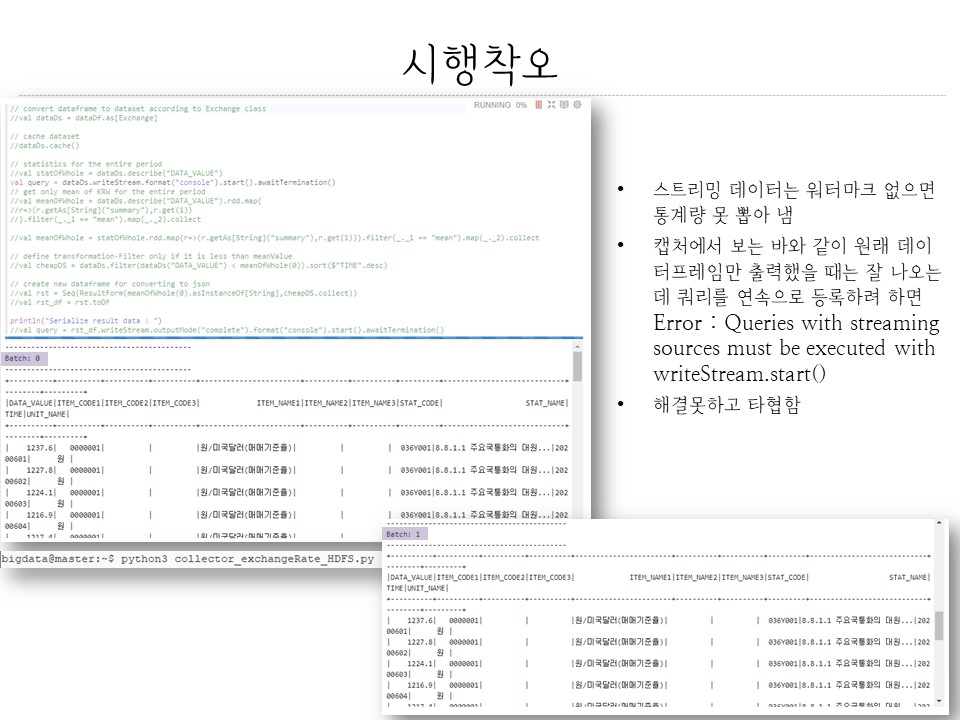 시행착오
// convert dataframe to dataset according to Exchange class
//val dataDs = dataDf.as[Exchange]
RUNNING 0%
// cache dataset
//dataDs.cache()
// statistics for the entire period
//val statOfWhole = dataDs.describe("DATA_VALUE")
val query = dataDs.writeStream.format("console").start().awaitTermination()
// get only mean of KRW for the entire period
//val meanOfWhole = dataDs.describe("DATA_VALUE").rdd.map{
//r=>(r.getAs[String]("summary"),r.get(1))
//}.filter(_._1 == "mean").map(_._2).collect
//val meanOfWhole = statOfWhole.rdd.map{r=>(r.getAs[String]("summary"),r.get(1))}.filter(_._1 == "mean").map(_._2).collect
// define transformation-Filter only if it is less than meanValue
//val cheapDS = dataDs.filter(dataDs("DATA_VALUE") < meanOfWhole(0)).sort($"TIME".desc)
// create new dataframe for converting to json
//val rst = Seq(ResultForm(meanOfWhole(0).asInstanceOf[String],cheapDS.collect))
//val rst_df = rst.toDF
println("Serialize result data : ")
//val query = rst_df.writeStream.outputMode("complete").format("console").start().awaitTermination()
-------------------------------------------
Batch: 0
-------------------------------------------
|DATA_VALUE|ITEM_CODE1|ITEM_CODE2|ITEM_CODE3| ITEM_NAME1|ITEM_NAME2|ITEM_NAME3|STAT_CODE| STAT_NAME|
TIME|UNIT_NAME|
| 1237.6| 0000001| | |원/미국달러(매매기준율)| | | 036Y001|8.8.1.1 주요국통화의 대원...|202
00601| 원 |
| 1227.8| 0000001| | |원/미국달러(매매기준율)| | | 036Y001|8.8.1.1 주요국통화의 대원...|202
00602| 원 |
| 1224.1| 0000001| | |원/미국달러(매매기준율)| | | 036Y001|8.8.1.1 주요국통화의 대원...|202
00603| 원 |
| 1216.9| 0000001| | |원/미국달러(매매기준율)| | | 036Y001|8.8.1.1 주요국통화의 대원...|202
00604| 원 |
bigdata@master:~$ python3 collector_exchangeRate_HDFS.py
• 스트리밍 데이터는 워터마크 없으면
통계량 못 뽑아 냄
• 캡처에서 보는 바와 같이 원래 데이
터프레임만 출력했을 때는 잘 나오는
데 쿼리를 연속으로 등록하려 하면
Error : Queries with streaming
sources must be executed with
writeStream.start()
• 해결못하고 타협함
Batch: 1
-------------------------------------------
|DATA_VALUE|ITEM_CODE1|ITEM_CODE2|ITEM_CODE3| ITEM_NAME1|ITEM_NAME2|ITEM_NAME3|STAT_CODE| STAT_NAME|
TIME|UNIT_NAME|
| 1237.6| 0000001| | |원/미국달러(매매기준율)| | | 036Y001|8.8.1.1 주요국통화의 대원...|202
00601| 원 |
| 1227.8| 0000001| | |원/미국달러(매매기준율)| | | 036Y001|8.8.1.1 주요국통화의 대원...|202
00602| 원 |
| 1224.1| 0000001| | |원/미국달러(매매기준율)| | | 036Y001|8.8.1.1 주요국통화의 대원...|202
00603| 원 |
| 1216.9| 0000001| | |원/미국달러(매매기준율)| | | 036Y001|8.8.1.1 주요국통화의 대원...|202
00604| 원 |